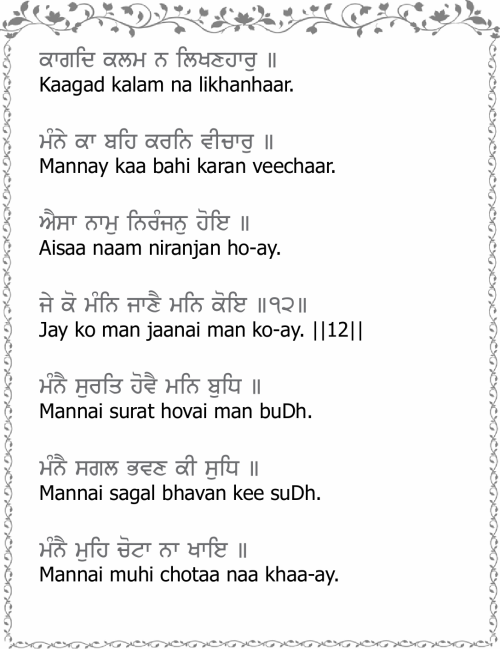 ਕਾਗਦਿ ਕਲਮ ਨ ਲਿਖਣਹਾਰੁ ॥
Kaagad kalam na likhanhaar.
ਮੰਨੇ ਕਾ ਬਹਿ ਕਰਨਿ ਵੀਚਾਰੁ ॥
Mannay kaa bahi karan veechaar.
ਐਸਾ ਨਾਮੁ ਨਿਰੰਜਨੁ ਹੋਇ ॥
Aisaa naam niranjan ho-ay.
ਜੇ ਕੋ ਮੰਨਿ ਜਾਣੈ ਮਨਿ ਕੋਇ ॥੧੨॥
Jay ko man jaanai man ko-ay. ||12||
ਮੰਨੈ ਸੁਰਤਿ ਹੋਵੈ ਮਨਿ ਬੁਧਿ ॥
Mannai surat hovai man buDh.
ਮੰਨੈ ਸਗਲ ਭਵਣ ਕੀ ਸੁਧਿ ॥
Mannai sagal bhavan kee suDh.
ਮੰਨੈ ਮੁਹਿ ਚੋਟਾ ਨਾ ਖਾਇ ॥
Mannai muhi chotaa naa khaa-ay.